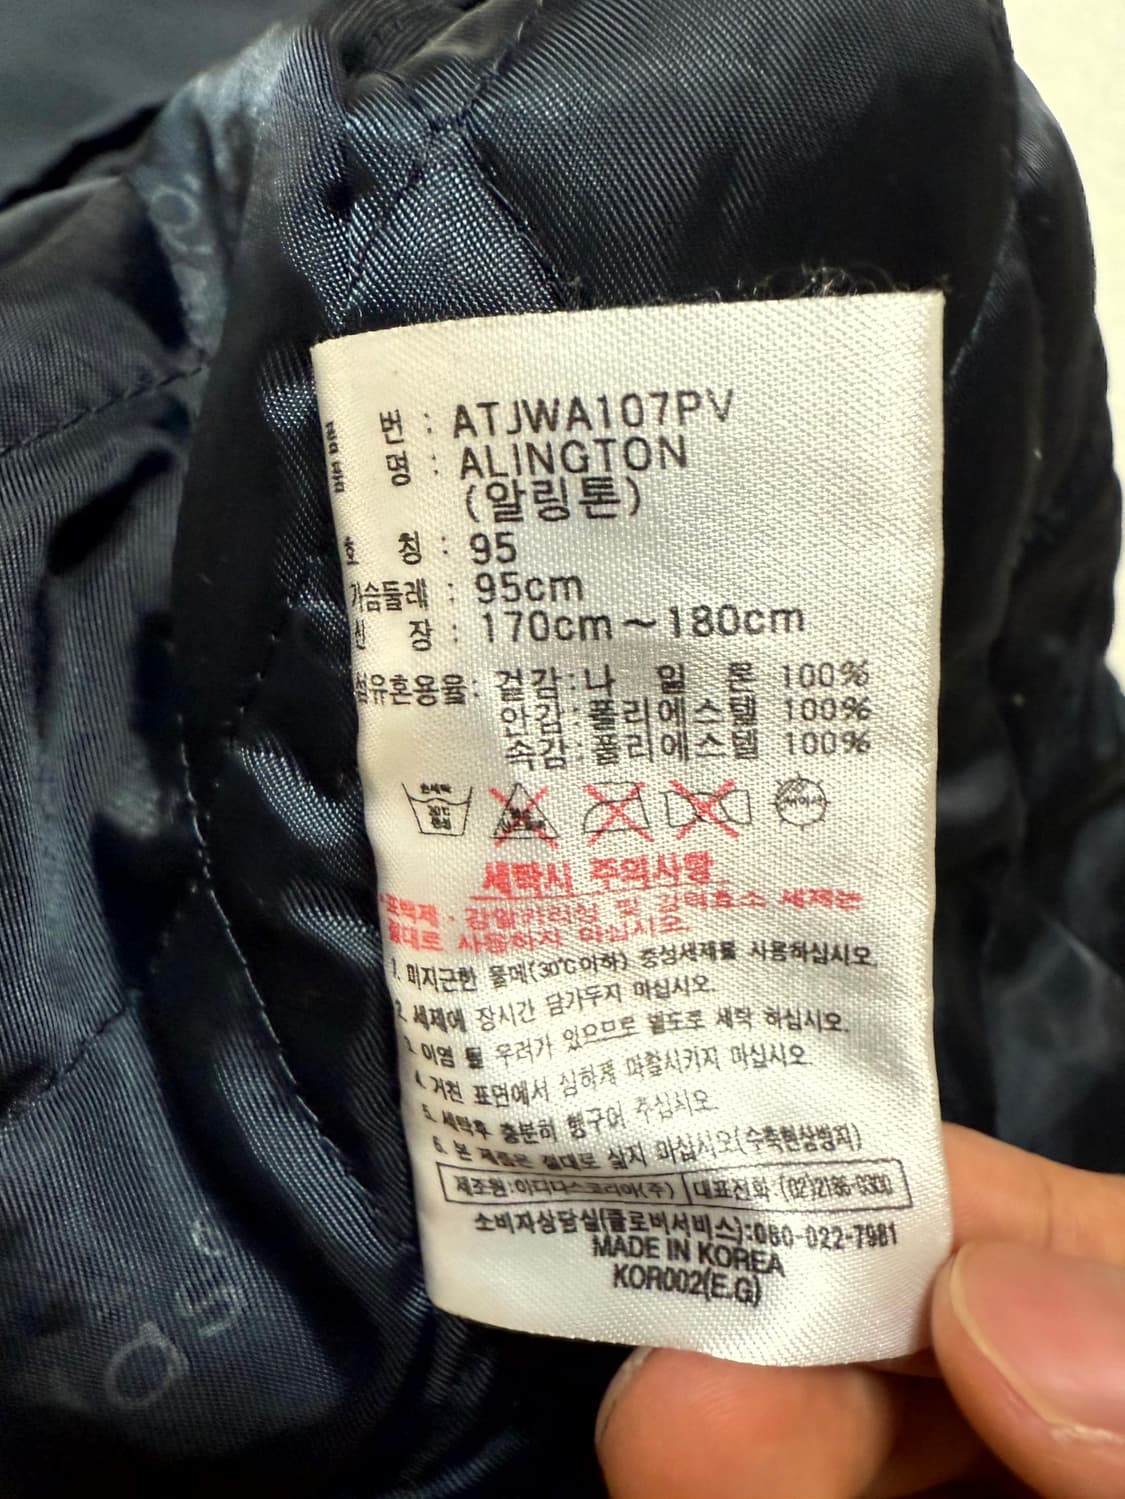 품 번 : ATJWA107PV
품 명 : ALINGTON
(알링톤)
호 칭 : 95
가슴둘레 : 95cm
신 장 : 170cm~180cm
섬유혼용율: 겉감:나 일 론 100%
안감:폴리에스텔 100%
속감:폴리에스텔 100%
손세탁
30℃
중성
세탁시 주의사항
*표백제·강알카리성 및 강력효소 세제는
절대로 사용하지 마십시오.
1. 미지근한 물에(30℃이하) 중성세제를 사용하십시오.
2. 세제에 장시간 담가두지 마십시오.
3. 이염 될 우려가 있으므로 별도로 세탁 하십시오.
4. 거친 표면에서 심하게 마찰시키지 마십시오
5. 세탁후 충분히 헹구어 주십시오.
6. 본 제품은 절대로 삶지 마십시오(수축현상방지)
제조원:아디다스코리아(주) 대표전화:(02)2186-0300
소비자상담실(클로버서비스):080-022-7981
MADE IN KOREA
KOR002(E.G)